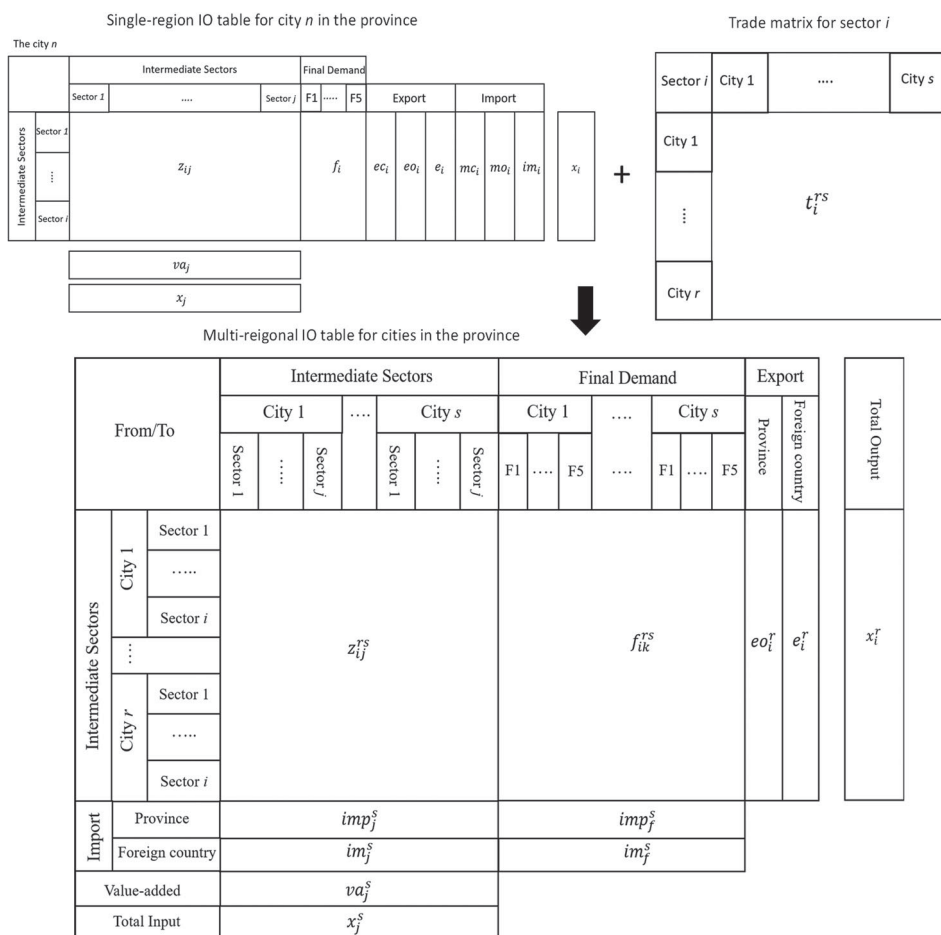 Single-region IO table for city n in the province
Trade matrix for sector i
The city n
Intermediate Sectors
Final Demand
Sector 1
....
Sector j
F1
.....
F5
Export
Import
Intermediate Sectors
Sector 1
....
Sector i
z_{ij}
f_i
ec_i
eo_i
e_i
mc_i
mo_i
im_i
x_i
+
va_j
x_j
Sector i
City 1
....
City s
City 1
....
City r
t_i^{rs}
Multi-reigonal IO table for cities in the province
From/To
Intermediate Sectors
Final Demand
Export
Total Output
City 1
....
City s
City 1
....
City s
Province
Foreign country
Sector 1
.....
Sector j
Sector 1
.....
Sector j
F1
....
F5
....
F1
....
F5
Intermediate Sectors
City 1
Sector 1
.....
Sector i
....
City r
Sector 1
.....
Sector i
z_{ij}^{rs}
f_{ik}^{rs}
eo_i^r
e_i^r
x_i^r
Import
Province
imp_j^s
imp_f^s
Foreign country
im_j^s
im_f^s
Value-added
va_j^s
Total Input
x_j^s